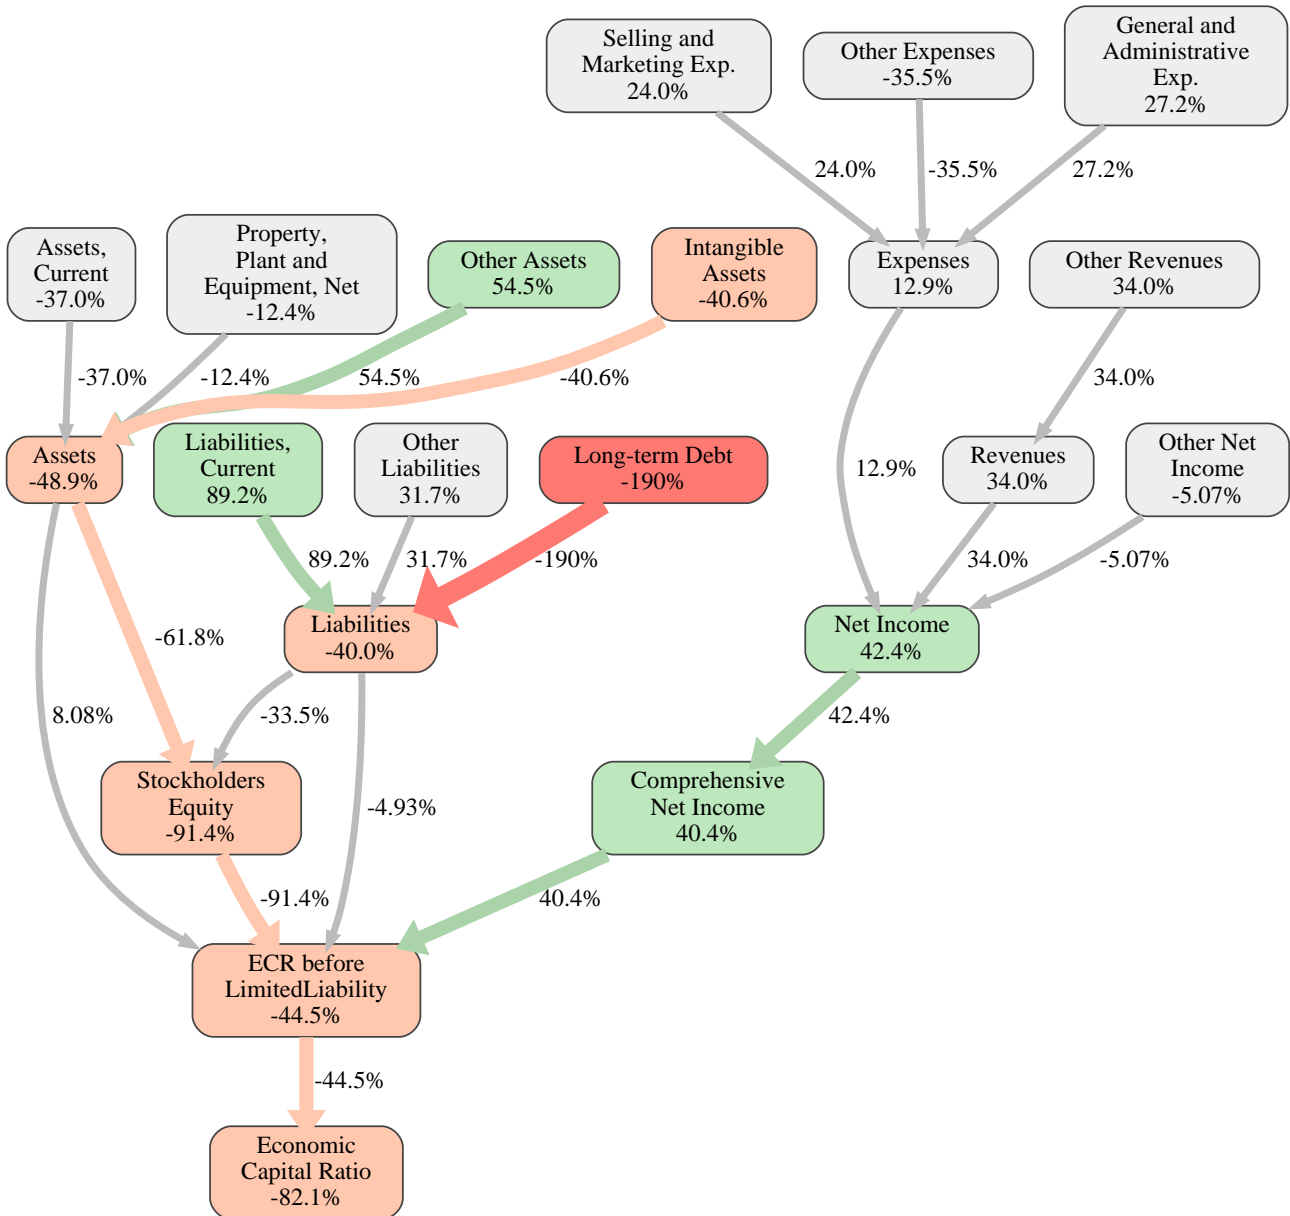 Selling and
Marketing Exp.
24.0%
Other Expenses
-35.5%
General and
Administrative
Exp.
27.2%
24.0%
-35.5%
27.2%
Assets,
Current
-37.0%
Property,
Plant and
Equipment, Net
-12.4%
Other Assets
54.5%
Intangible
Assets
-40.6%
Expenses
12.9%
Other Revenues
34.0%
-37.0%
-12.4%
54.5%
-40.6%
34.0%
Assets
-48.9%
Liabilities,
Current
89.2%
Other
Liabilities
31.7%
Long-term Debt
-190%
12.9%
Revenues
34.0%
Other Net
Income
-5.07%
89.2%
31.7%
-190%
34.0%
-5.07%
-61.8%
Liabilities
-40.0%
Net Income
42.4%
8.08%
-33.5%
42.4%
Stockholders
Equity
-91.4%
-4.93%
Comprehensive
Net Income
40.4%
-91.4%
40.4%
ECR before
LimitedLiability
-44.5%
-44.5%
Economic
Capital Ratio
-82.1%